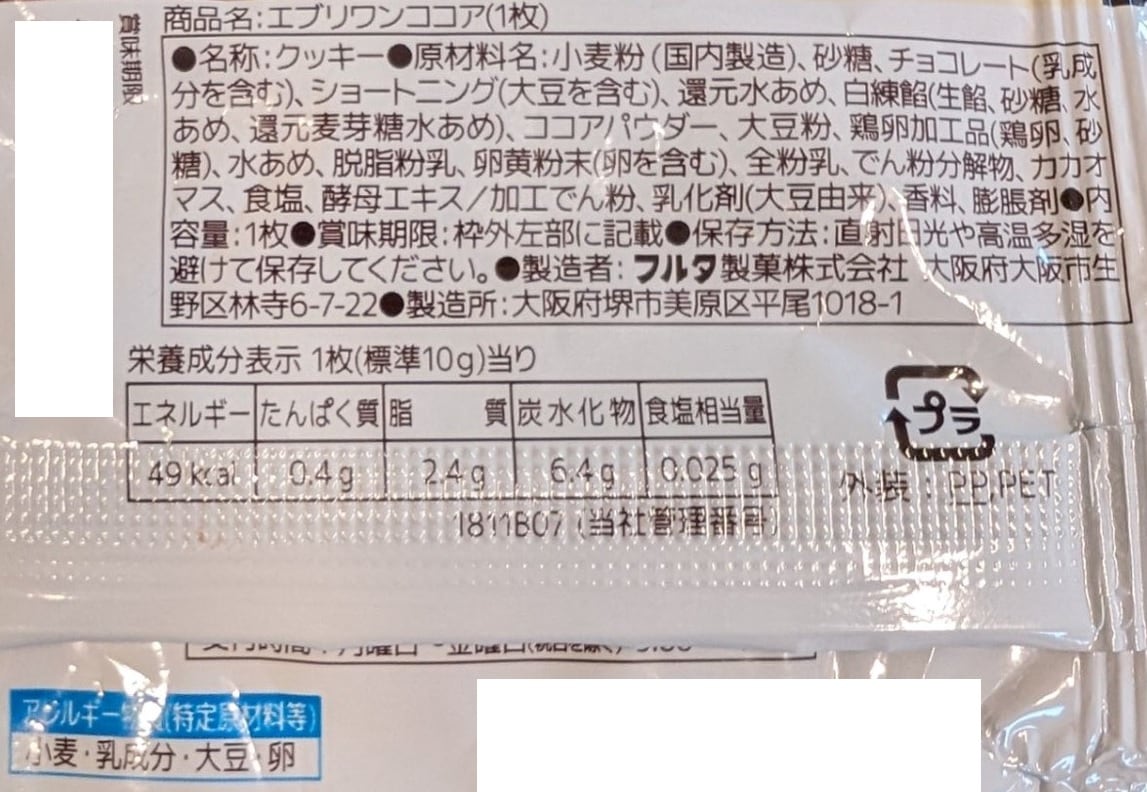 賞味期限
商品名:エブリワンココア(1枚)
●名称:クッキー●原材料名:小麦粉(国内製造)、砂糖、チョコレート(乳成
分を含む)、ショートニング(大豆を含む)、還元水あめ、白練餡(生餡、砂糖、水
あめ、還元麦芽糖水あめ)、ココアパウダー、大豆粉、鶏卵加工品(鶏卵、砂
糖)、水あめ、脱脂粉乳、卵黄粉末(卵を含む)、全粉乳、でん粉分解物、カカオ
マス、食塩、酵母エキス/加工でん粉、乳化剤(大豆由来)、香料、膨脹剤●内
容量:1枚●賞味期限:枠外左部に記載●保存方法:直射日光や高温多湿を
避けて保存してください。●製造者:フルタ製菓株式会社 大阪府大阪市生
野区林寺6-7-22●製造所:大阪府堺市美原区平尾1018-1
栄養成分表示 1枚(標準10g)当り
エネルギー たんぱく質 脂質 炭水化物 食塩相当量
49kcal 0.4g 2.4g 6.4g 0.025g
プラ
外装:PP,PET
1811B07(当社管理番号)
アレルギー物質(特定原材料等)
小麦・乳成分・大豆・卵